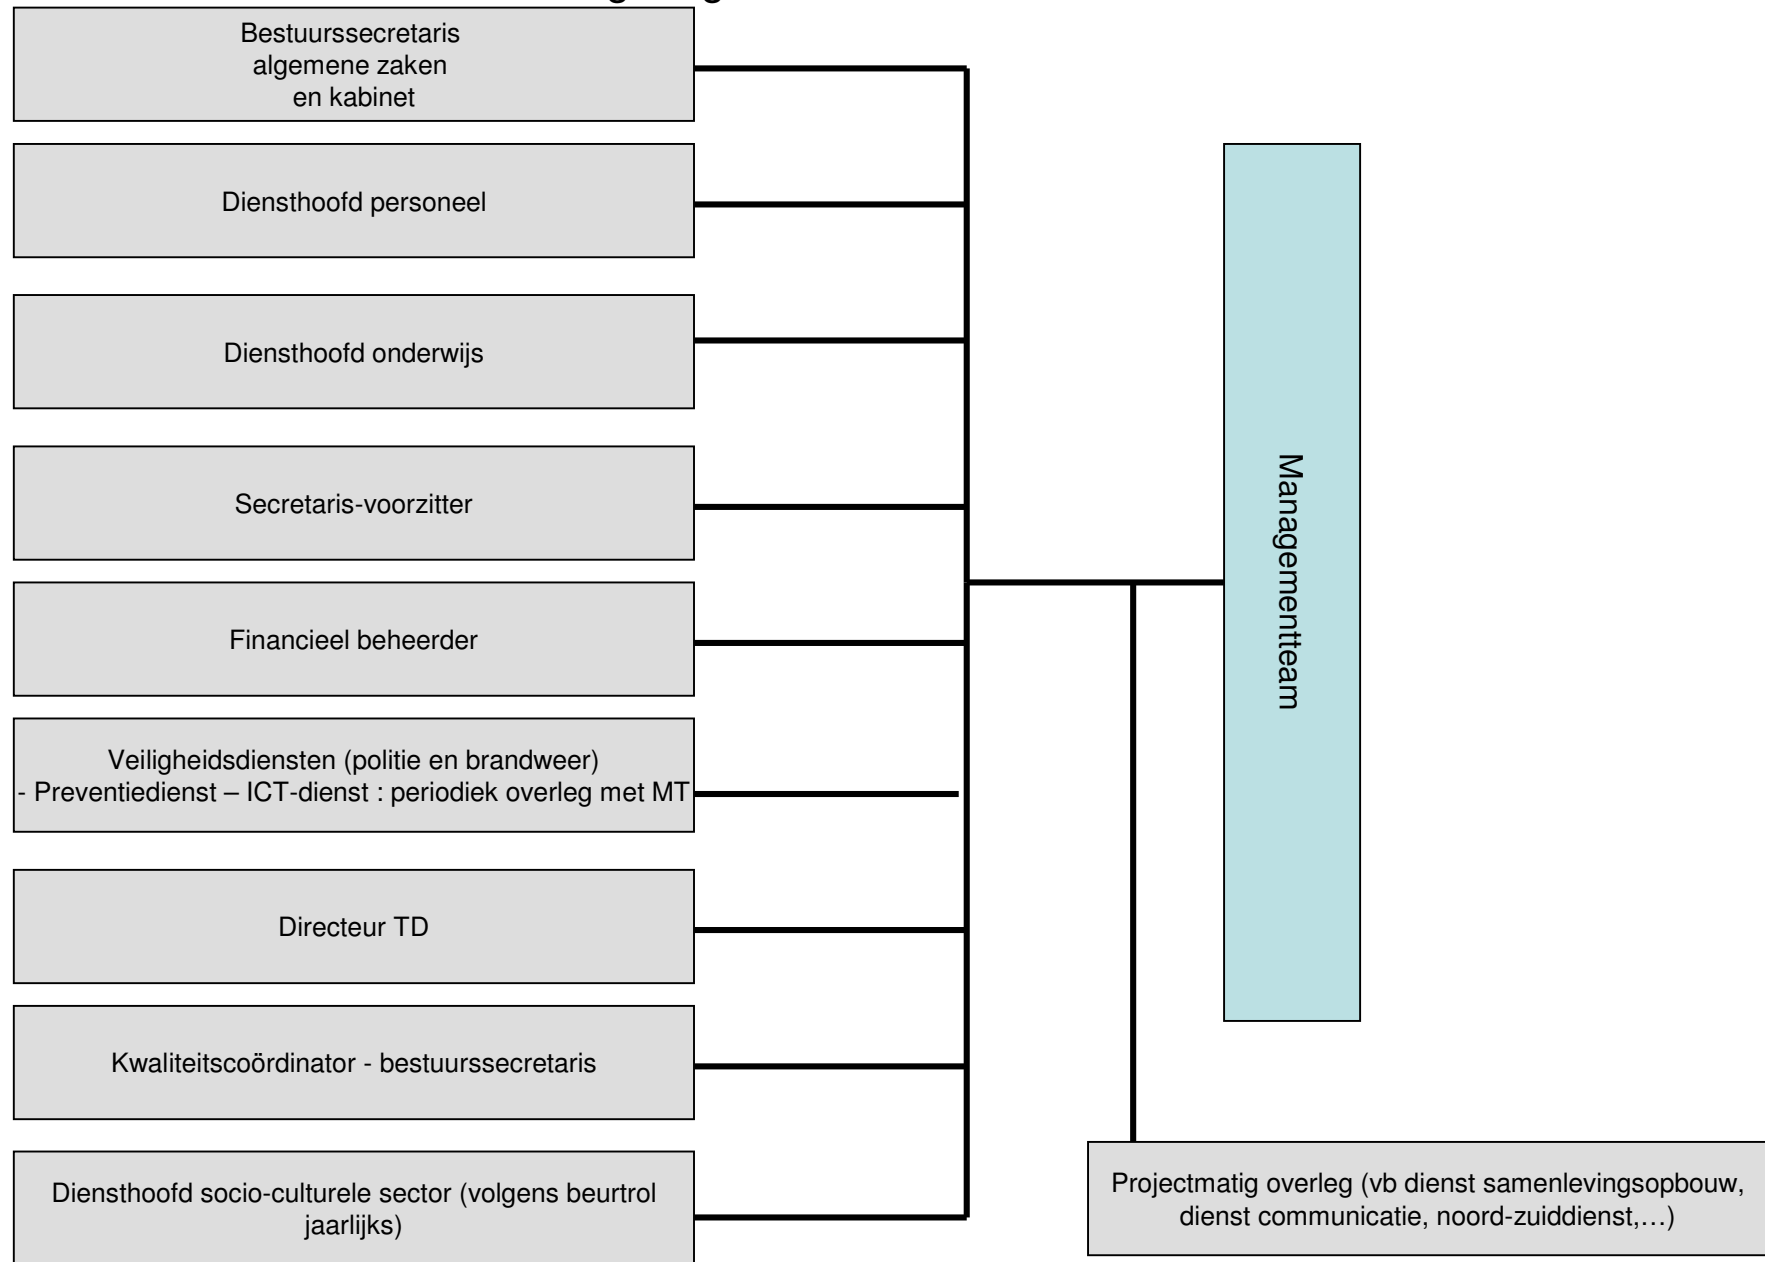 Bestuurssecretaris
algemene zaken
en kabinet
Diensthoofd personeel
Diensthoofd onderwijs
Secretaris-voorzitter
Financieel beheerder
Veiligheidsdiensten (politie en brandweer)
- Preventiedienst – ICT-dienst : periodiek overleg met MT
Directeur TD
Kwaliteitscoördinator - bestuurssecretaris
Diensthoofd socio-culturele sector (volgens beurtrol
jaarlijks)
Managementteam
Projectmatig overleg (vb dienst samenlevingsopbouw,
dienst communicatie, noord-zuiddienst,…)